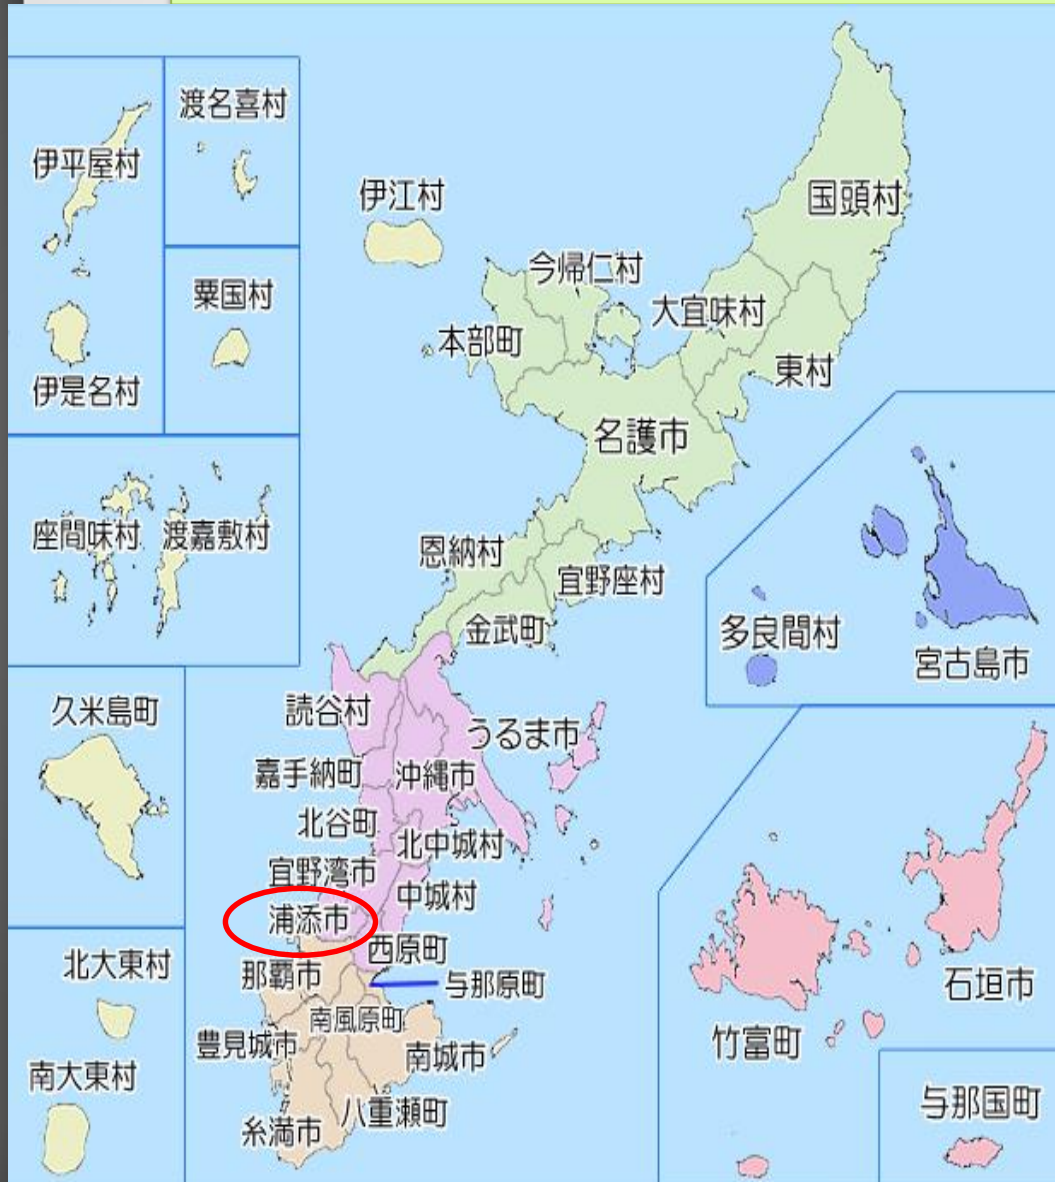 渡名喜村
伊平屋村
伊江村
国頭村
今帰仁村
粟国村
大宜味村
本部町
東村
伊是名村
名護市
座間味村
渡嘉敷村
恩納村
宜野座村
金武町
多良間村
宮古島市
久米島町
読谷村
うるま市
嘉手納町
沖縄市
北谷町
北中城村
宜野湾市
中城村
浦添市
西原町
北大東村
那覇市
与那原町
石垣市
南風原町
豊見城市
竹富町
南城市
南大東村
与那国町
八重瀬町
糸満市